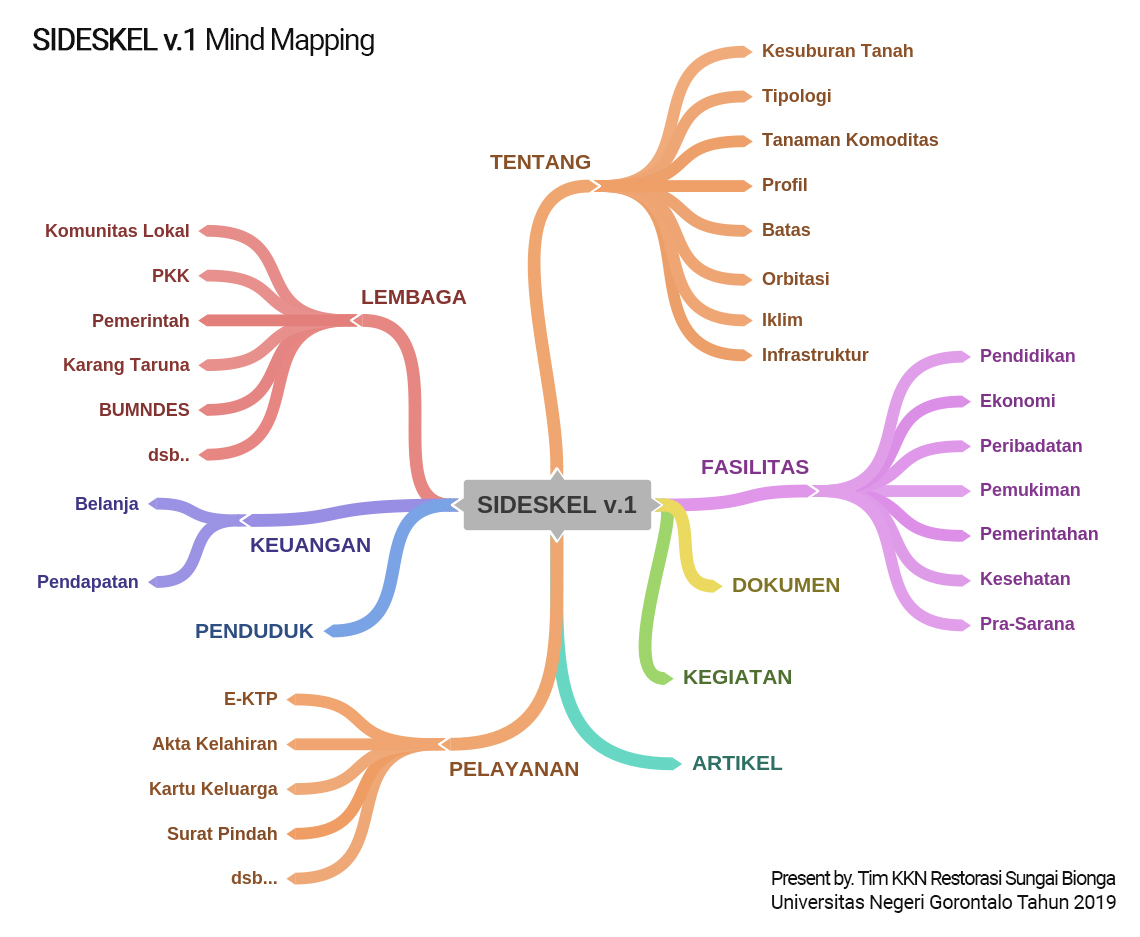 SIDESKEL v.1 Mind Mapping
TENTANG
Kesuburan Tanah
Tipologi
Tanaman Komoditas
Profil
Batas
Orbitasi
Iklim
Infrastruktur
LEMBAGA
Komunitas Lokal
PKK
Pemerintah
Karang Taruna
BUMNDES
dsb..
SIDESKEL v.1
FASILITAS
Pendidikan
Ekonomi
Peribadatan
Pemukiman
Pemerintahan
Kesehatan
Pra-Sarana
KEUANGAN
Belanja
Pendapatan
DOKUMEN
PENDUDUK
KEGIATAN
PELAYANAN
E-KTP
Akta Kelahiran
Kartu Keluarga
Surat Pindah
dsb...
ARTIKEL
Present by. Tim KKN Restorasi Sungai Bionga
Universitas Negeri Gorontalo Tahun 2019